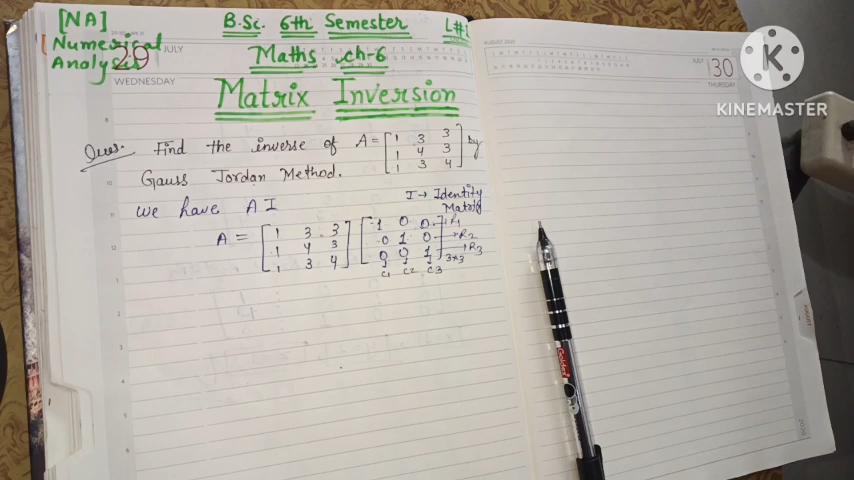 [NA] B.Sc. 6th Semester L#1
Numerical
Analysis
29 JULY
WEDNESDAY
Maths ch-6
Matrix Inversion
Ques. Find the inverse of A = [1 3 3
1 4 3
1 3 4] by
Gauss Jordan Method.
I → Identity
Matrix
we have A I
A = [1 3 3
1 4 3
1 3 4] [1 0 0
0 1 0
0 0 1] 3×3
→R1
→R2
→R3
C1 C2 C3
AUGUST 2020
JULY 30
THURSDAY
KINEMASTER